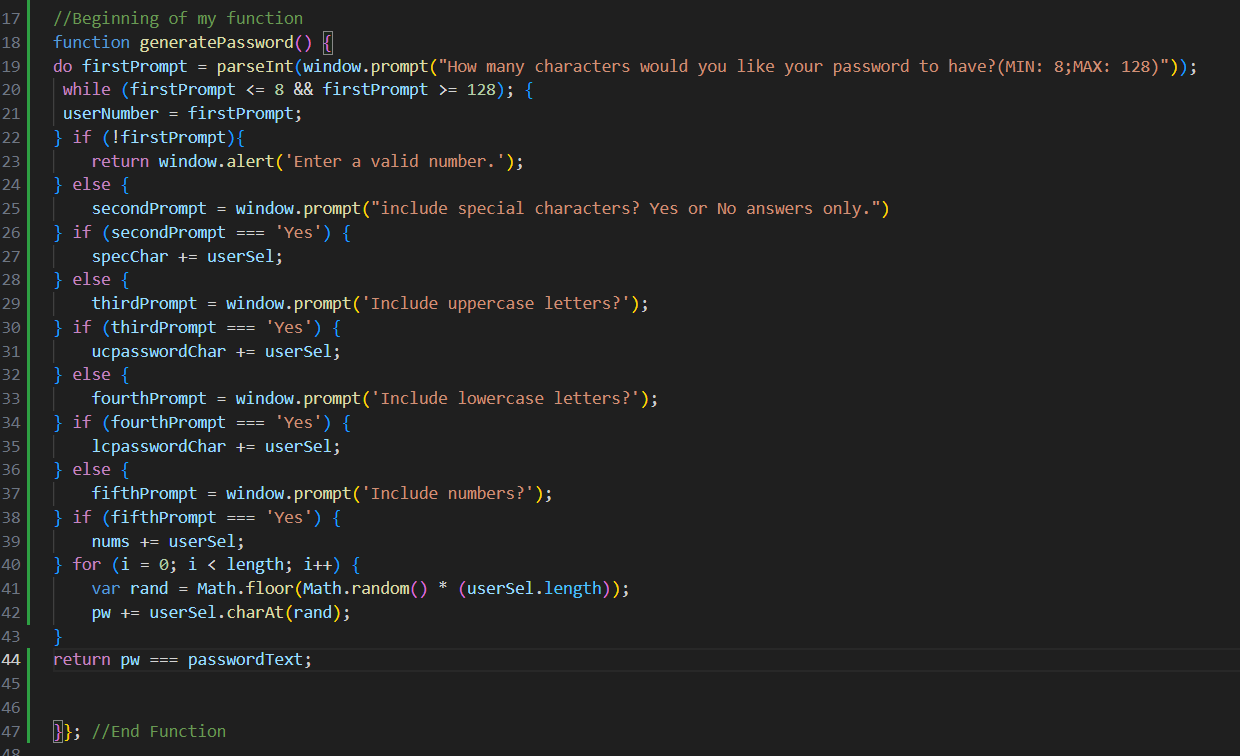 17 //Beginning of my function
18 function generatePassword() {
19 do firstPrompt = parseInt(window.prompt("How many characters would you like your password to have?(MIN: 8;MAX: 128)"));
20 while (firstPrompt <= 8 && firstPrompt >= 128); {
21 userNumber = firstPrompt;
22 } if (!firstPrompt){
23 return window.alert('Enter a valid number.');
24 } else {
25 secondPrompt = window.prompt("include special characters? Yes or No answers only.")
26 } if (secondPrompt === 'Yes') {
27 specChar += userSel;
28 } else {
29 thirdPrompt = window.prompt('Include uppercase letters?');
30 } if (thirdPrompt === 'Yes') {
31 ucpasswordChar += userSel;
32 } else {
33 fourthPrompt = window.prompt('Include lowercase letters?');
34 } if (fourthPrompt === 'Yes') {
35 lcpasswordChar += userSel;
36 } else {
37 fifthPrompt = window.prompt('Include numbers?');
38 } if (fifthPrompt === 'Yes') {
39 nums += userSel;
40 } for (i = 0; i < length; i++) {
41 var rand = Math.floor(Math.random() * (userSel.length));
42 pw += userSel.charAt(rand);
43 }
44 return pw === passwordText;
45
46
47 }}; //End Function
48